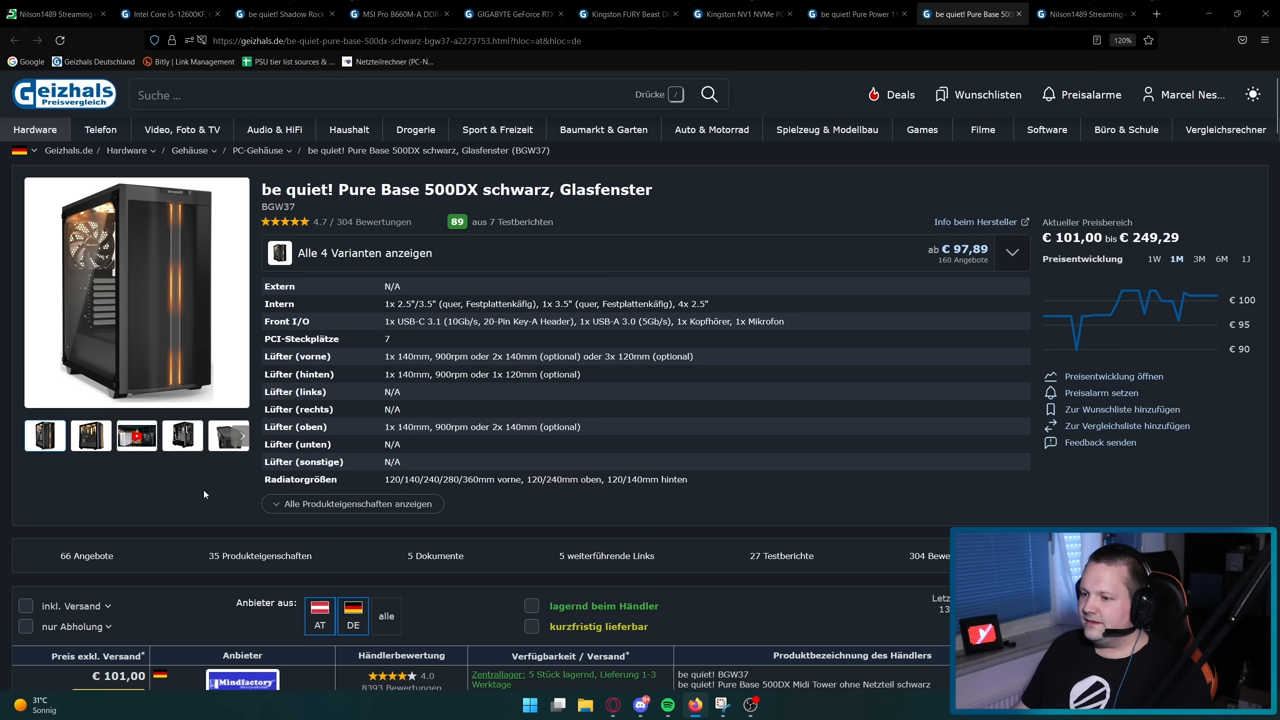 Nilson1489 Streaming -
Intel Core i5-12600KF, 
be quiet! Shadow Rock
MSI Pro B660M-A DDR
GIGABYTE GeForce RTX
Kingston FURY Beast DI
Kingston NV1 NVMe PC
be quiet! Pure Power 11
be quiet! Pure Base 500
Nilson1489 Streaming -
https://geizhals.de/be-quiet-pure-base-500dx-schwarz-bgw37-a2273753.html?hloc=at&hloc=de
120%
Google
Geizhals Deutschland
Bitly | Link Management
PSU tier list sources & ...
Netzteilrechner (PC-N...
Geizhals
Preisvergleich
Suche ...
Drücke /
Deals
Wunschlisten
Preisalarme
Marcel Nes...
Hardware
Telefon
Video, Foto & TV
Audio & HiFi
Haushalt
Drogerie
Sport & Freizeit
Baumarkt & Garten
Auto & Motorrad
Spielzeug & Modellbau
Games
Filme
Software
Büro & Schule
Vergleichsrechner
Geizhals.de / Hardware / Gehäuse / PC-Gehäuse / be quiet! Pure Base 500DX schwarz, Glasfenster (BGW37)
be quiet! Pure Base 500DX schwarz, Glasfenster
BGW37
4.7 / 304 Bewertungen
89 aus 7 Testberichten
Info beim Hersteller
Alle 4 Varianten anzeigen
ab € 97,89
160 Angebote
Extern N/A
Intern 1x 2.5"/3.5" (quer, Festplattenkäfig), 1x 3.5" (quer, Festplattenkäfig), 4x 2.5"
Front I/O 1x USB-C 3.1 (10Gb/s, 20-Pin Key-A Header), 1x USB-A 3.0 (5Gb/s), 1x Kopfhörer, 1x Mikrofon
PCI-Steckplätze 7
Lüfter (vorne) 1x 140mm, 900rpm oder 2x 140mm (optional) oder 3x 120mm (optional)
Lüfter (hinten) 1x 140mm, 900rpm oder 1x 120mm (optional)
Lüfter (links) N/A
Lüfter (rechts) N/A
Lüfter (oben) 1x 140mm, 900rpm oder 2x 140mm (optional)
Lüfter (unten) N/A
Lüfter (sonstige) N/A
Radiatorgrößen 120/140/240/280/360mm vorne, 120/240mm oben, 120/140mm hinten
Alle Produkteigenschaften anzeigen
Aktueller Preisbereich
€ 101,00 bis € 249,29
Preisentwicklung 1W 1M 3M 6M 1J
€ 100
€ 95
€ 90
Preisentwicklung öffnen
Preisalarm setzen
Zur Wunschliste hinzufügen
Zur Vergleichsliste hinzufügen
Feedback senden
66 Angebote
35 Produkteigenschaften
5 Dokumente
5 weiterführende Links
27 Testberichte
304 Bewe
inkl. Versand
nur Abholung
Anbieter aus:
AT
DE
alle
lagernd beim Händler
kurzfristig lieferbar
Letz
13
Preis exkl. Versand*
Anbieter
Händlerbewertung
Verfügbarkeit / Versand*
Produktbezeichnung des Händlers
€ 101,00
Mindfactory
4.0
8393 Bewertungen
Zentrallager: 5 Stück lagernd, Lieferung 1-3
Werktage
be quiet! BGW37
be quiet! Pure Base 500DX Midi Tower ohne Netzteil schwarz
31°C
Sonnig